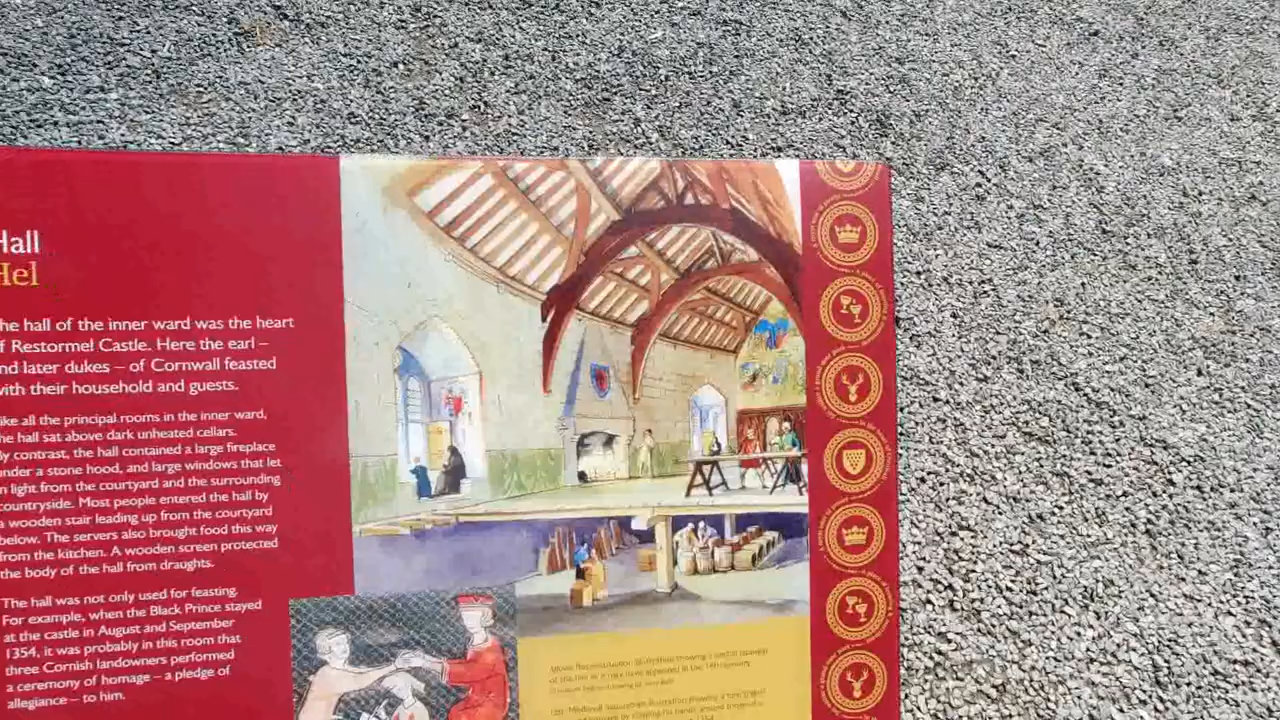 Hall
Hel
he hall of the inner ward was the heart
f Restormel Castle. Here the earl –
nd later dukes – of Cornwall feasted
with their household and guests.
ike all the principal rooms in the inner ward,
he hall sat above dark unheated cellars.
By contrast, the hall contained a large fireplace
under a stone hood, and large windows that let
n light from the courtyard and the surrounding
countryside. Most people entered the hall by
a wooden stair leading up from the courtyard
below. The servers also brought food this way
from the kitchen. A wooden screen protected
the body of the hall from draughts.
The hall was not only used for feasting.
For example, when the Black Prince stayed
at the castle in August and September
1354, it was probably in this room that
three Cornish landowners performed
a ceremony of homage – a pledge of
allegiance – to him.